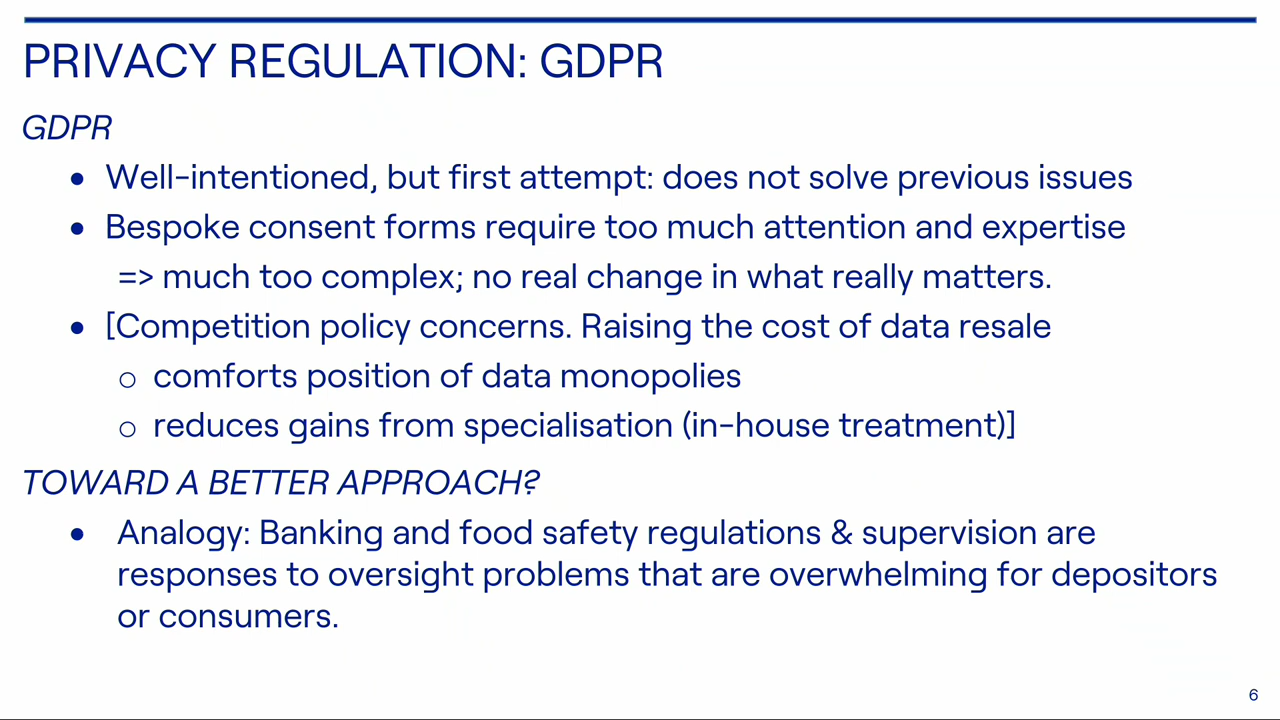 PRIVACY REGULATION: GDPR
GDPR
• Well-intentioned, but first attempt: does not solve previous issues
• Bespoke consent forms require too much attention and expertise
=> much too complex; no real change in what really matters.
• [Competition policy concerns. Raising the cost of data resale
○ comforts position of data monopolies
○ reduces gains from specialisation (in-house treatment)]
TOWARD A BETTER APPROACH?
• Analogy: Banking and food safety regulations & supervision are
responses to oversight problems that are overwhelming for depositors
or consumers.
6